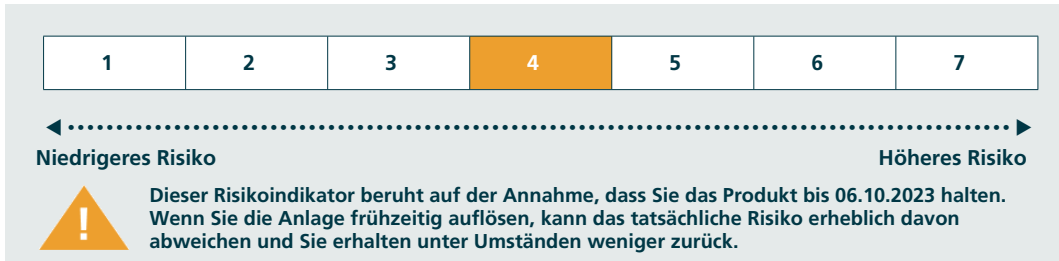 1 2 3 4 5 6 7
Niedrigeres Risiko Höheres Risiko
Dieser Risikoindikator beruht auf der Annahme, dass Sie das Produkt bis 06.10.2023 halten.
Wenn Sie die Anlage frühzeitig auflösen, kann das tatsächliche Risiko erheblich davon
abweichen und Sie erhalten unter Umständen weniger zurück.